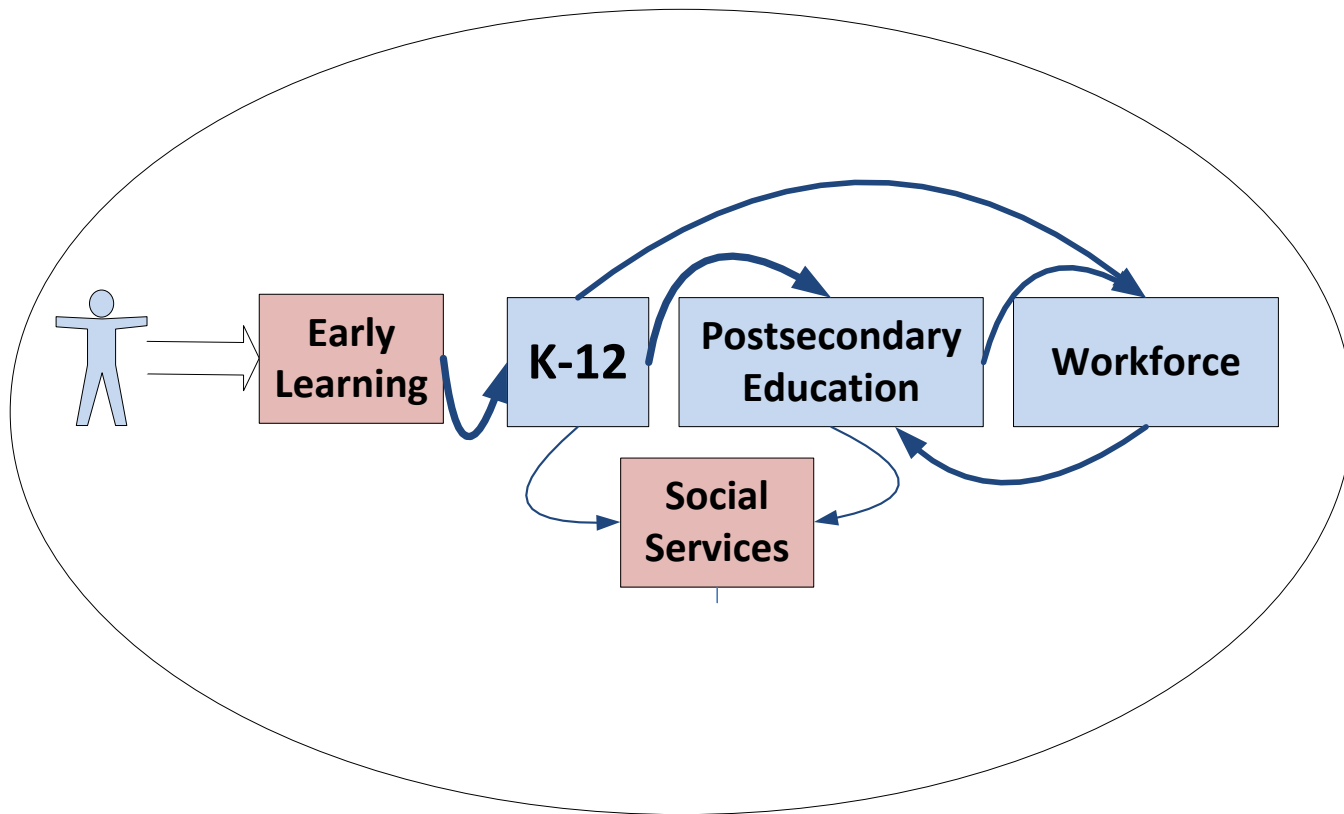 Early
Learning
K-12
Postsecondary
Education
Workforce
Social
Services